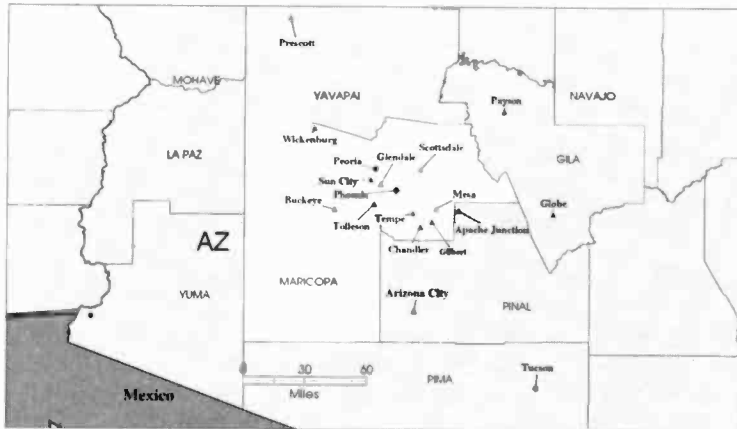 Prescott
MOHAVE
YAVAPAI
Payson
NAVAJO
Wickenburg
LA PAZ
Peoria
Glendale
Scottsdale
GILA
Sun City
Phoenix
Buckeye
Mesa
Globe
Tolleson
Tempe
Apache Junction
AZ
Chandler
Gilbert
MARICOPA
YUMA
Arizona City
PINAL
0
30
60
Miles
PIMA
Tucson
Mexico